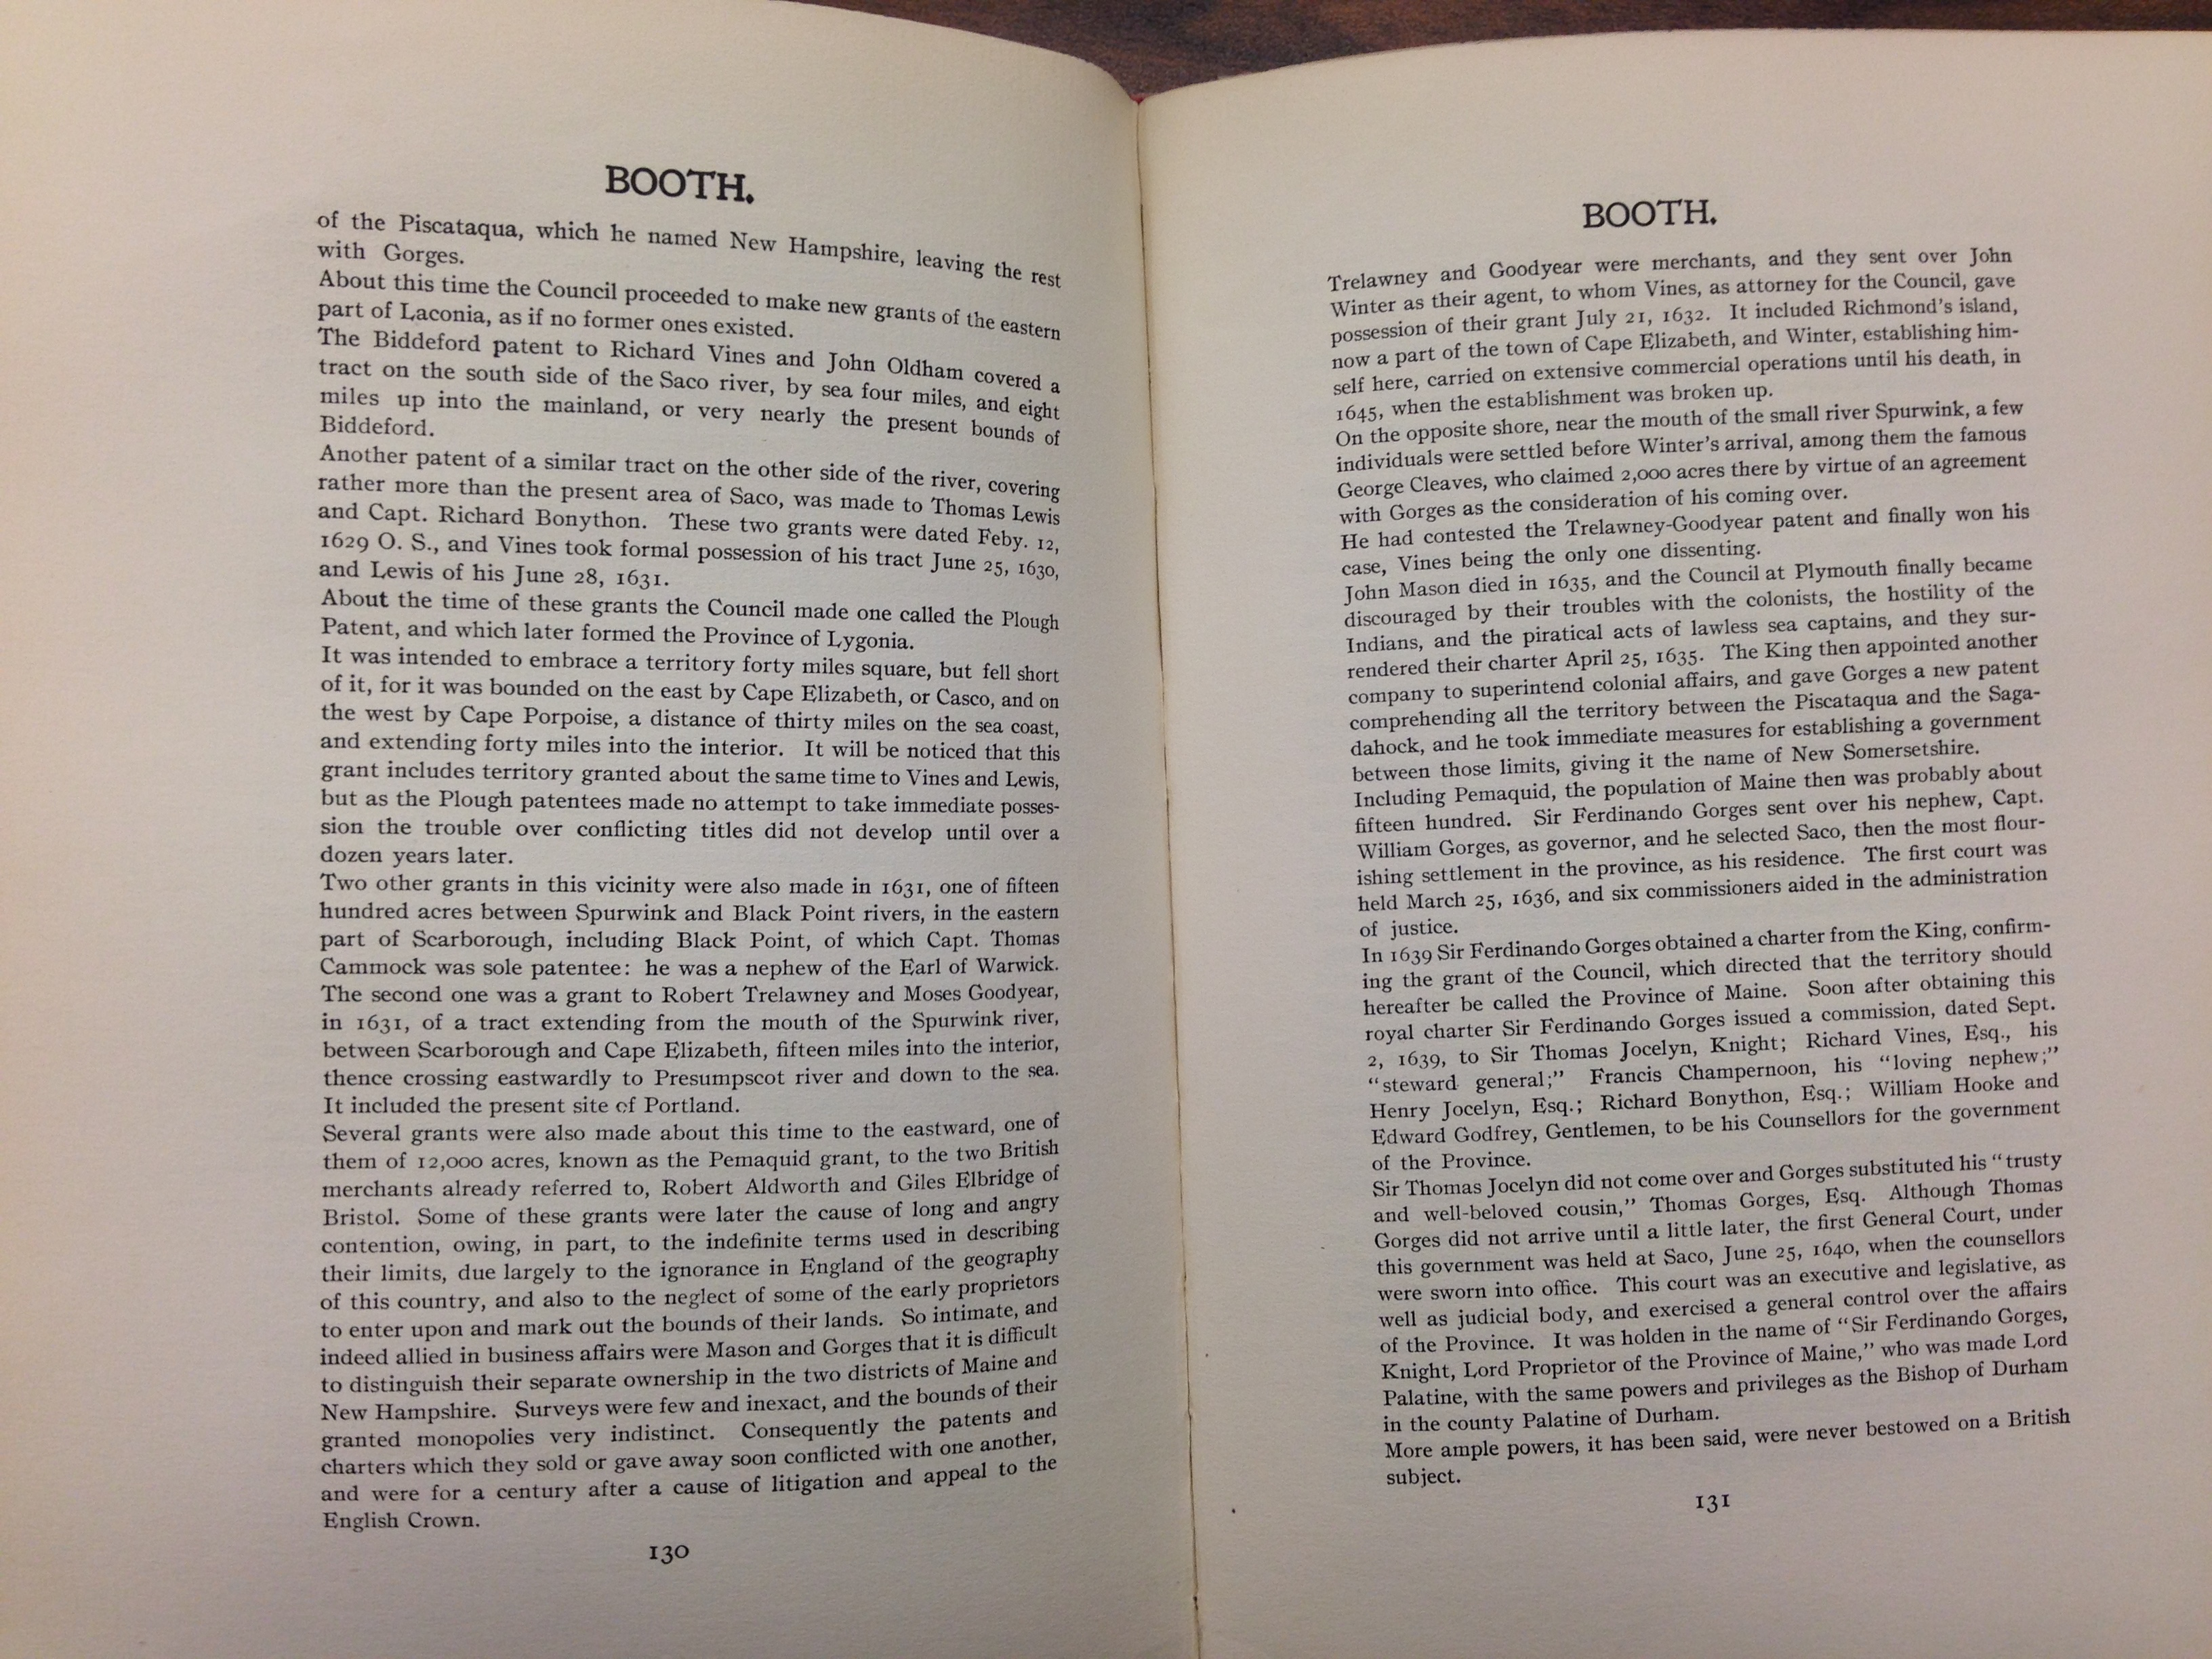 BOOTH.
of the Piscataqua, which he named New Hampshire, leaving the rest
with Gorges.
About this time the Council proceeded to make new grants of the eastern
part of Laconia, as if no former ones existed.
The Biddeford patent to Richard Vines and John Oldham covered a
tract on the south side of the Saco river, by sea four miles, and eight
miles up into the mainland, or very nearly the present bounds of
Biddeford.
Another patent of a similar tract on the other side of the river, covering
rather more than the present area of Saco, was made to Thomas Lewis
and Capt. Richard Bonython. These two grants were dated Feby. 12,
1629 O. S., and Vines took formal possession of his tract June 25, 1630,
and Lewis of his June 28, 1631.
About the time of these grants the Council made one called the Plough
Patent, and which later formed the Province of Lygonia.
It was intended to embrace a territory forty miles square, but fell short
of it, for it was bounded on the east by Cape Elizabeth, or Casco, and on
the west by Cape Porpoise, a distance of thirty miles on the sea coast,
and extending forty miles into the interior. It will be noticed that this
grant includes territory granted about the same time to Vines and Lewis,
but as the Plough patentees made no attempt to take immediate posses-
sion the trouble over conflicting titles did not develop until over a
dozen years later.
Two other grants in this vicinity were also made in 1631, one of fifteen
hundred acres between Spurwink and Black Point rivers, in the eastern
part of Scarborough, including Black Point, of which Capt. Thomas
Cammock was sole patentee: he was a nephew of the Earl of Warwick.
The second one was a grant to Robert Trelawney and Moses Goodyear,
in 1631, of a tract extending from the mouth of the Spurwink river,
between Scarborough and Cape Elizabeth, fifteen miles into the interior,
thence crossing eastwardly to Presumpscot river and down to the sea.
It included the present site of Portland.
Several grants were also made about this time to the eastward, one of
them of 12,000 acres, known as the Pemaquid grant, to the two British
merchants already referred to, Robert Aldworth and Giles Elbridge of
Bristol. Some of these grants were later the cause of long and angry
contention, owing, in part, to the indefinite terms used in describing
their limits, due largely to the ignorance in England of the geography
of this country, and also to the neglect of some of the early proprietors
to enter upon and mark out the bounds of their lands. So intimate, and
indeed allied in business affairs were Mason and Gorges that it is difficult
to distinguish their separate ownership in the two districts of Maine and
New Hampshire. Surveys were few and inexact, and the bounds of their
granted monopolies very indistinct. Consequently the patents and
charters which they sold or gave away soon conflicted with one another,
and were for a century after a cause of litigation and appeal to the
English Crown.
130
BOOTH.
Trelawney and Goodyear were merchants, and they sent over John
Winter as their agent, to whom Vines, as attorney for the Council, gave
possession of their grant July 21, 1632. It included Richmond's island,
now a part of the town of Cape Elizabeth, and Winter, establishing him-
self here, carried on extensive commercial operations until his death, in
1645, when the establishment was broken up.
On the opposite shore, near the mouth of the small river Spurwink, a few
individuals were settled before Winter's arrival, among them the famous
George Cleaves, who claimed 2,000 acres there by virtue of an agreement
with Gorges as the consideration of his coming over.
He had contested the Trelawney-Goodyear patent and finally won his
case, Vines being the only one dissenting.
John Mason died in 1635, and the Council at Plymouth finally became
discouraged by their troubles with the colonists, the hostility of the
Indians, and the piratical acts of lawless sea captains, and they sur-
rendered their charter April 25, 1635. The King then appointed another
company to superintend colonial affairs, and gave Gorges a new patent
comprehending all the territory between the Piscataqua and the Saga-
dahock, and he took immediate measures for establishing a government
between those limits, giving it the name of New Somersetshire.
Including Pemaquid, the population of Maine then was probably about
fifteen hundred. Sir Ferdinando Gorges sent over his nephew, Capt.
William Gorges, as governor, and he selected Saco, then the most flour-
ishing settlement in the province, as his residence. The first court was
held March 25, 1636, and six commissioners aided in the administration
of justice.
In 1639 Sir Ferdinando Gorges obtained a charter from the King, confirm-
ing the grant of the Council, which directed that the territory should
hereafter be called the Province of Maine. Soon after obtaining this
royal charter Sir Ferdinando Gorges issued a commission, dated Sept.
2, 1639, to Sir Thomas Jocelyn, Knight; Richard Vines, Esq., his
"steward general;" Francis Champernoon, his "loving nephew;"
Henry Jocelyn, Esq.; Richard Bonython, Esq.; William Hooke and
Edward Godfrey, Gentlemen, to be his Counsellors for the government
of the Province.
Sir Thomas Jocelyn did not come over and Gorges substituted his "trusty
and well-beloved cousin," Thomas Gorges, Esq. Although Thomas
Gorges did not arrive until a little later, the first General Court, under
this government was held at Saco, June 25, 1640, when the counsellors
were sworn into office. This court was an executive and legislative, as
well as judicial body, and exercised a general control over the affairs
of the Province. It was holden in the name of "Sir Ferdinando Gorges,
Knight, Lord Proprietor of the Province of Maine," who was made Lord
Palatine, with the same powers and privileges as the Bishop of Durham
in the county Palatine of Durham.
More ample powers, it has been said, were never bestowed on a British
subject.
131